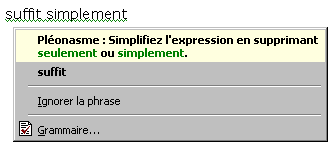 suffit simplement
Pléonasme : Simplifiez l'expression en supprimant
seulement ou simplement.
suffit
Ignorer la phrase
Grammaire...